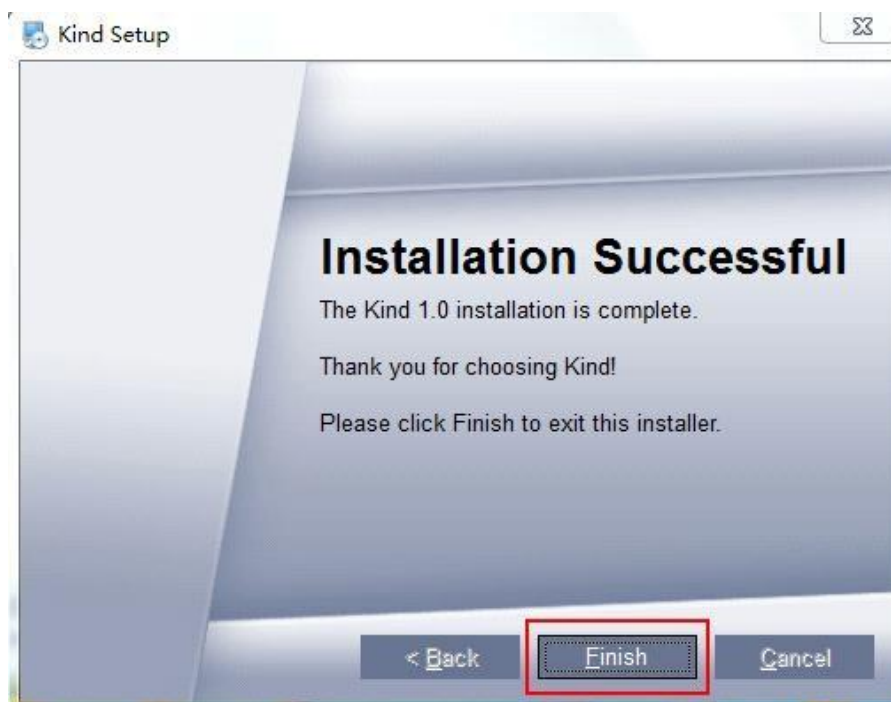 Kind Setup
Installation Successful
The Kind 1.0 installation is complete.
Thank you for choosing Kind!
Please click Finish to exit this installer.
< Back
Finish
Cancel